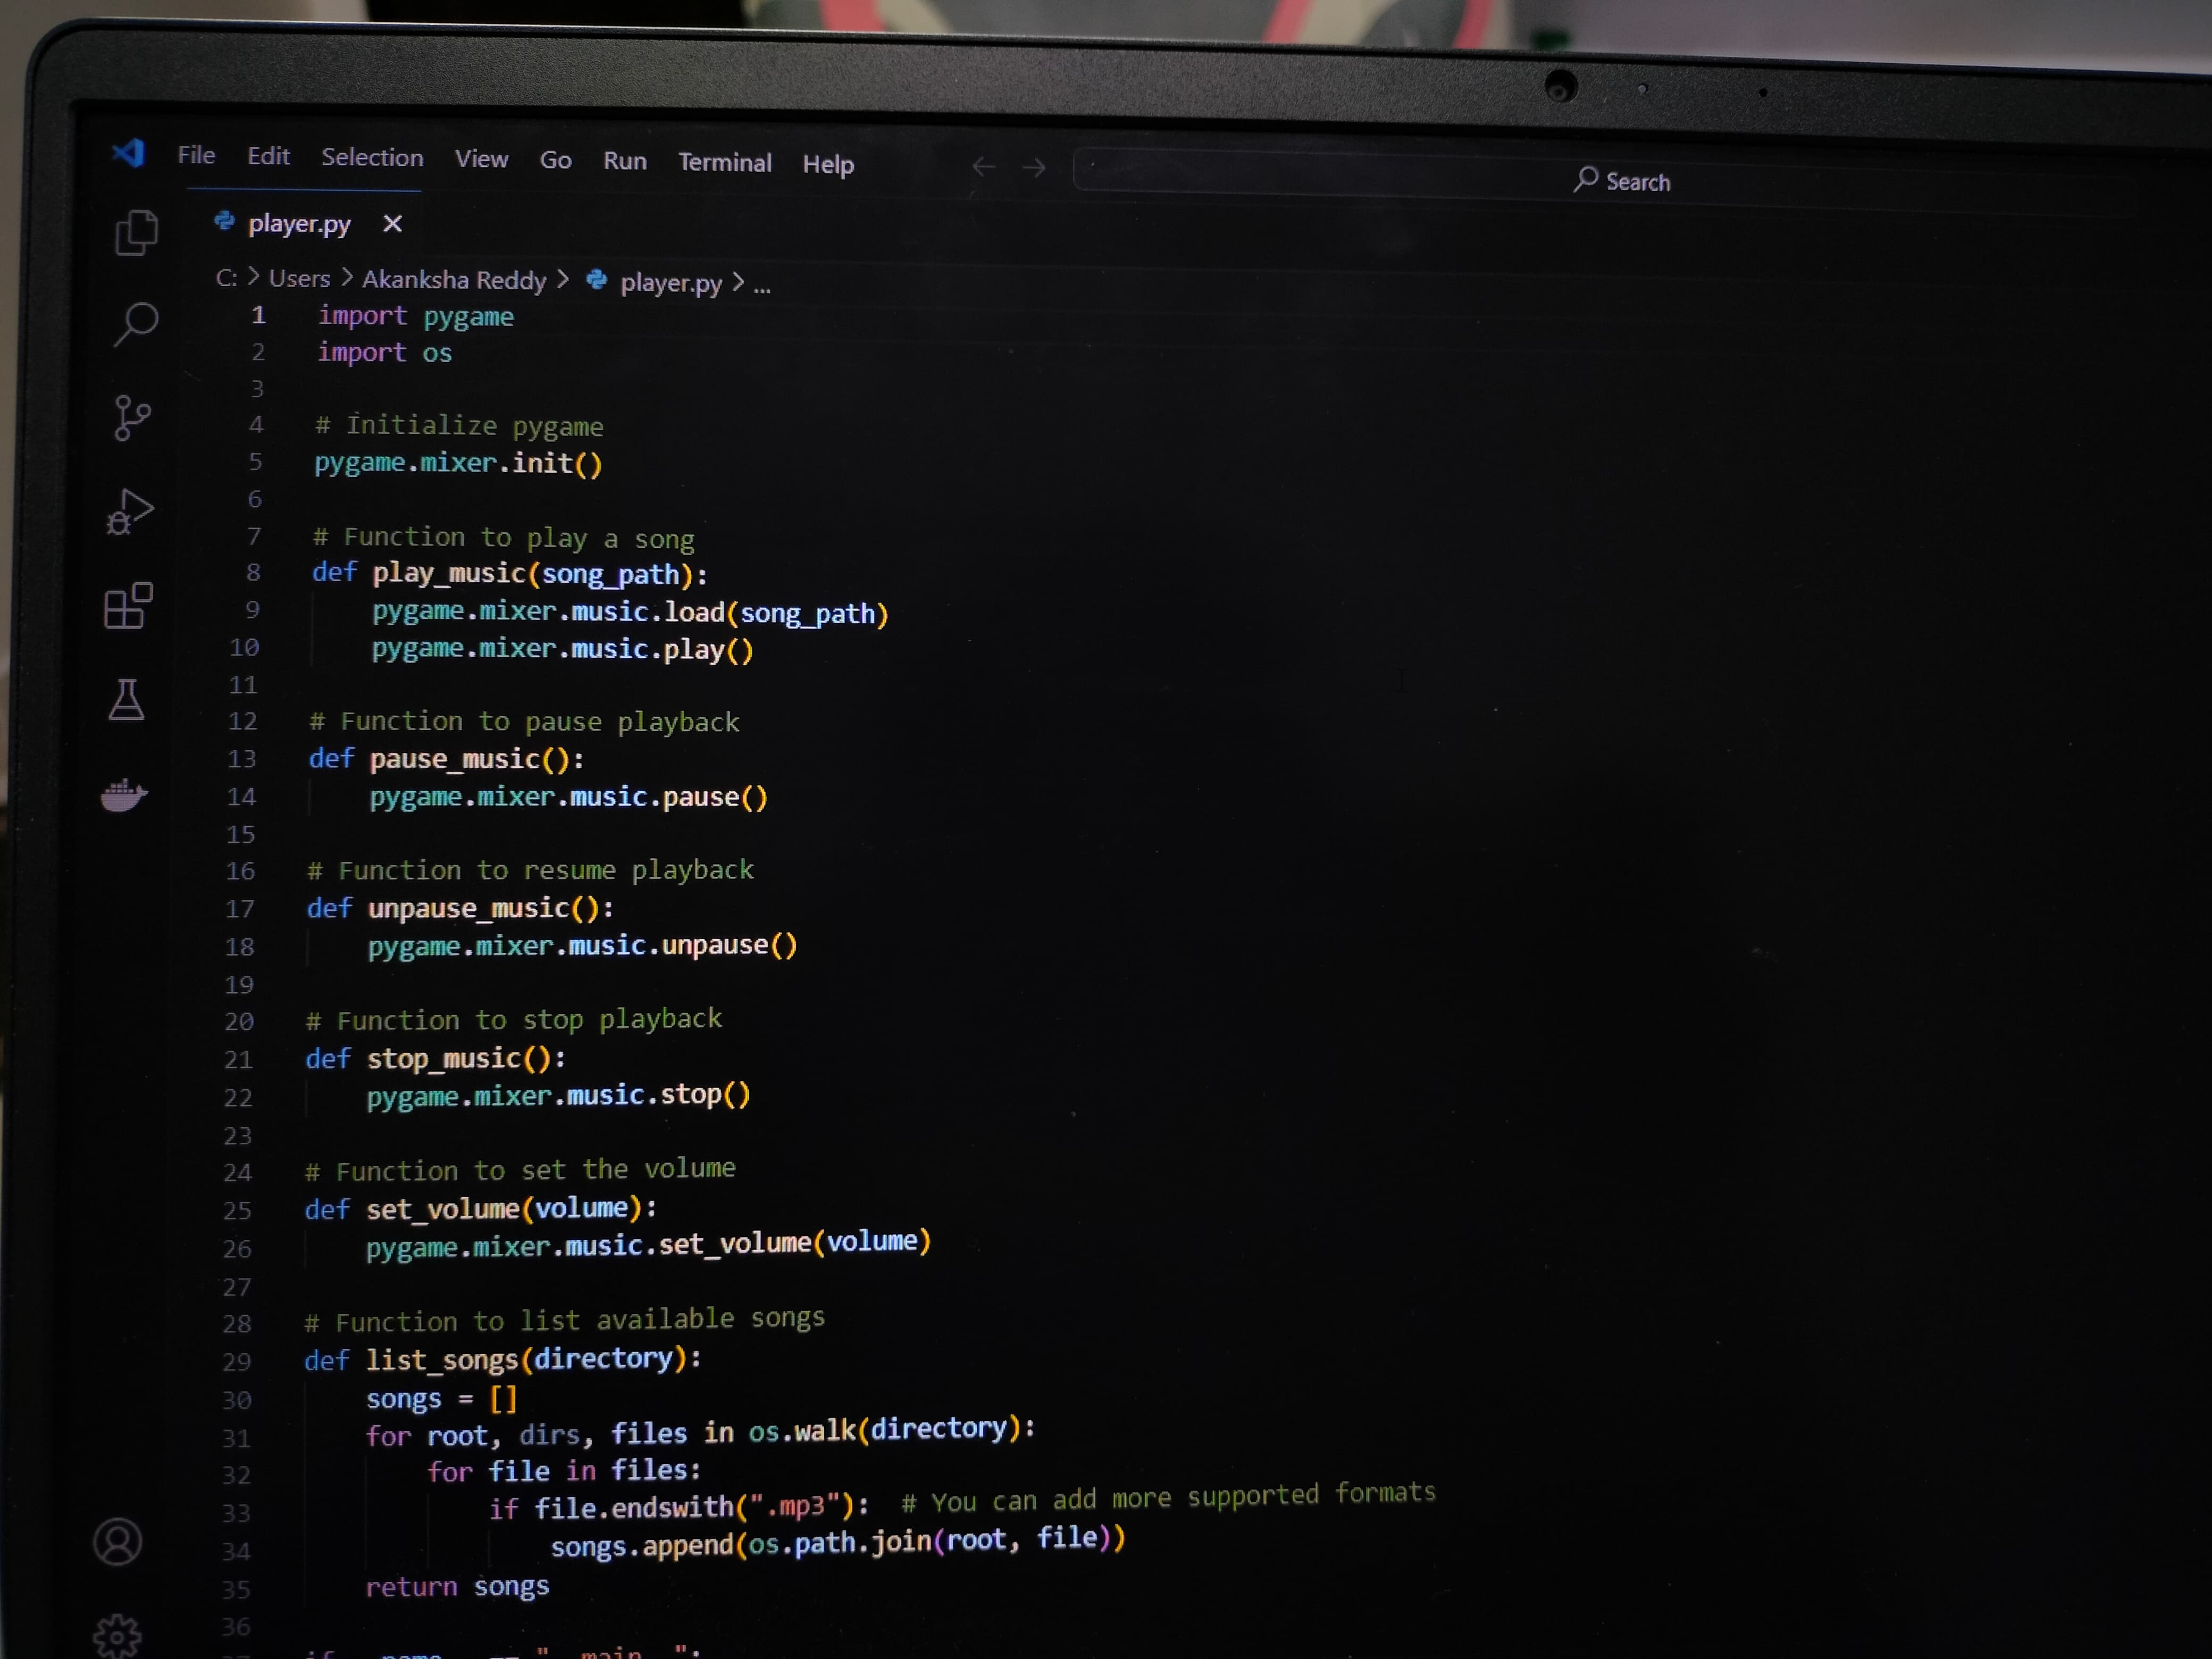 File Edit Selection View Go Run Terminal Help Search
player.py
C: > Users > Akanksha Reddy > player.py > ...
1 import pygame
2 import os
3
4 # Initialize pygame
5 pygame.mixer.init()
6
7 # Function to play a song
8 def play_music(song_path):
9     pygame.mixer.music.load(song_path)
10     pygame.mixer.music.play()
11
12 # Function to pause playback
13 def pause_music():
14     pygame.mixer.music.pause()
15
16 # Function to resume playback
17 def unpause_music():
18     pygame.mixer.music.unpause()
19
20 # Function to stop playback
21 def stop_music():
22     pygame.mixer.music.stop()
23
24 # Function to set the volume
25 def set_volume(volume):
26     pygame.mixer.music.set_volume(volume)
27
28 # Function to list available songs
29 def list_songs(directory):
30     songs = []
31     for root, dirs, files in os.walk(directory):
32         for file in files:
33             if file.endswith(".mp3"):  # You can add more supported formats
34                 songs.append(os.path.join(root, file))
35     return songs
36